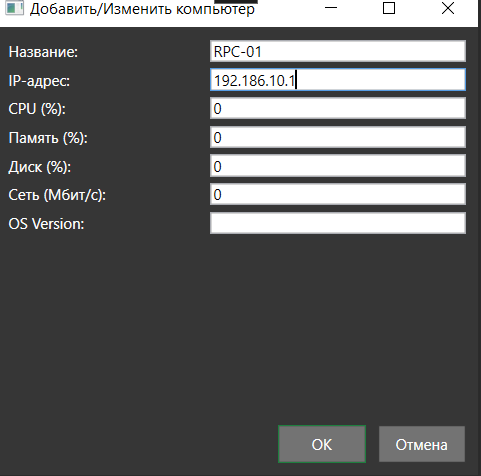 Добавить/Изменить компьютер
Название: RPC-01
IP-адрес: 192.186.10.1
CPU (%): 0
Память (%): 0
Диск (%): 0
Сеть (Мбит/с): 0
OS Version:
OK Отмена